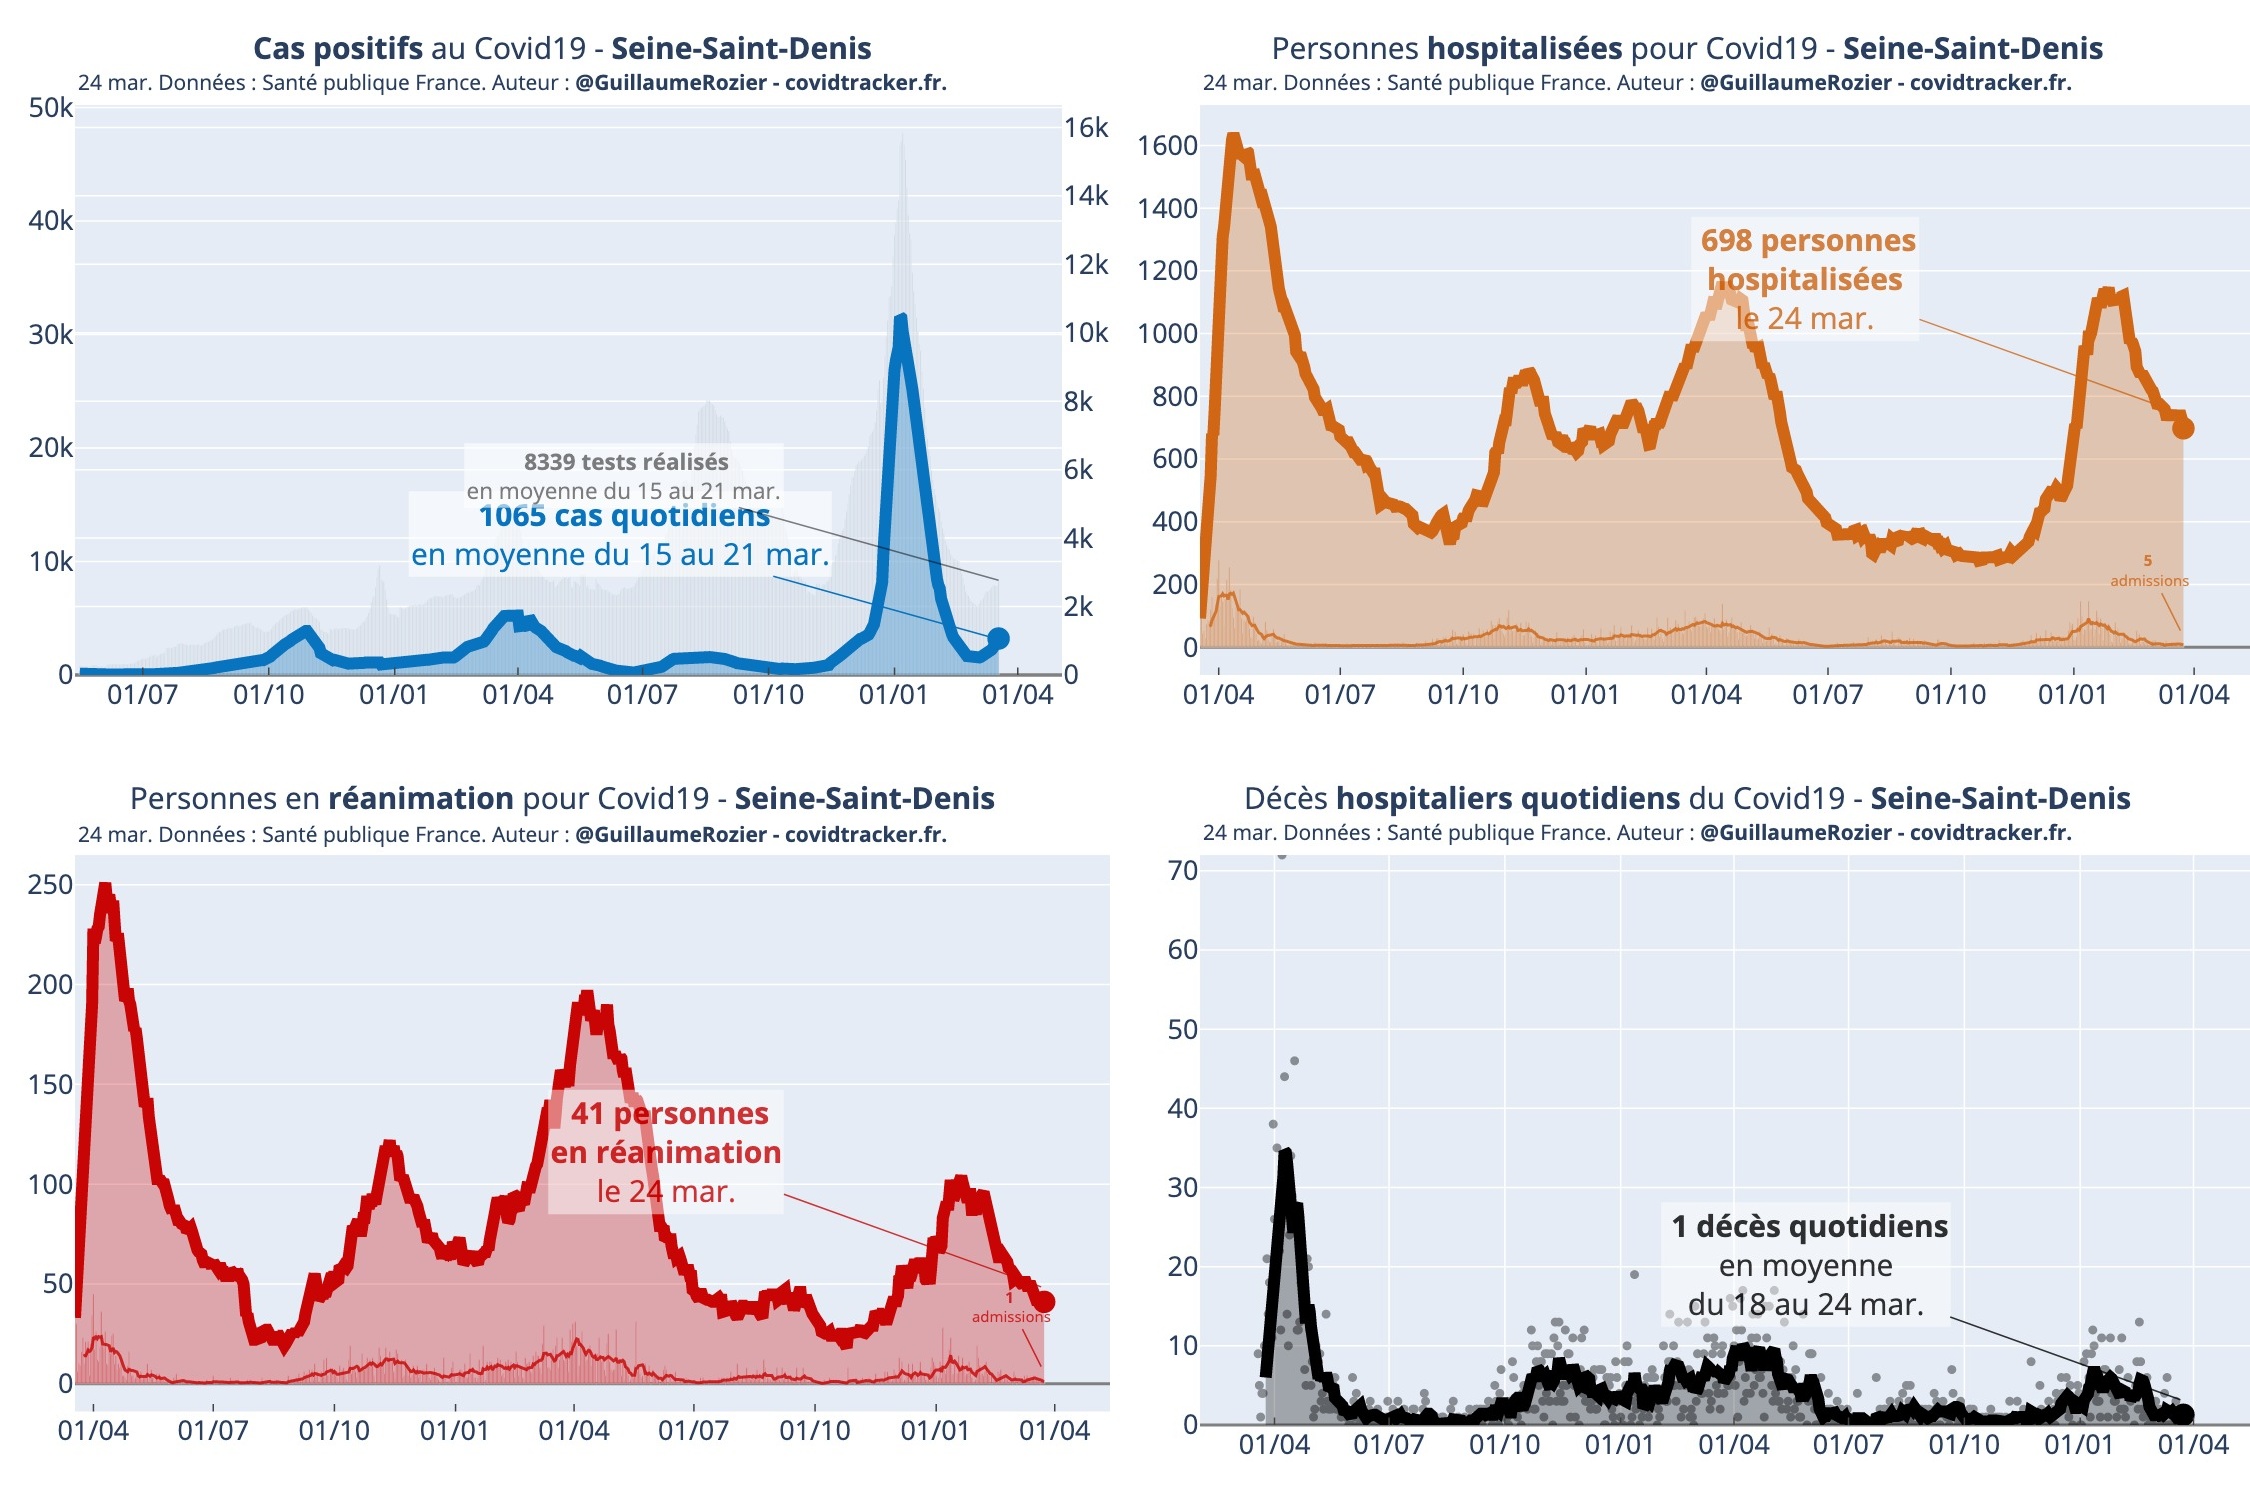 Cas positifs au Covid19 - Seine-Saint-Denis
24 mar. Données : Santé publique France. Auteur : @GuillaumeRozier - covidtracker.fr.
50k
40k
30k
20k
10k
0
16k
14k
12k
10k
8k
6k
4k
2k
0
8339 tests réalisés
en moyenne du 15 au 21 mar.
1065 cas quotidiens
en moyenne du 15 au 21 mar.
01/07 01/10 01/01 01/04 01/07 01/10 01/01 01/04
Personnes hospitalisées pour Covid19 - Seine-Saint-Denis
24 mar. Données : Santé publique France. Auteur : @GuillaumeRozier - covidtracker.fr.
1600
1400
1200
1000
800
600
400
200
0
698 personnes
hospitalisées
le 24 mar.
5
admissions
01/04 01/07 01/10 01/01 01/04 01/07 01/10 01/01 01/04
Personnes en réanimation pour Covid19 - Seine-Saint-Denis
24 mar. Données : Santé publique France. Auteur : @GuillaumeRozier - covidtracker.fr.
250
200
150
100
50
0
41 personnes
en réanimation
le 24 mar.
1
admissions
01/04 01/07 01/10 01/01 01/04 01/07 01/10 01/01 01/04
Décès hospitaliers quotidiens du Covid19 - Seine-Saint-Denis
24 mar. Données : Santé publique France. Auteur : @GuillaumeRozier - covidtracker.fr.
70
60
50
40
30
20
10
0
1 décès quotidiens
en moyenne
du 18 au 24 mar.
01/04 01/07 01/10 01/01 01/04 01/07 01/10 01/01 01/04